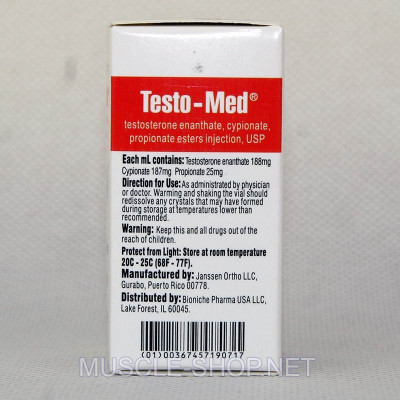 Testo-Med®
testosterone enanthate, cypionate,
propionate esters injection, USP
Each mL contains: Testosterone enanthate 188mg
Cypionate 187mg Propionate 25mg
Direction for Use: As administrated by physician
or doctor. Warming and shaking the vial should
redissolve any crystals that may have formed
during storage at temperatures lower than
recommended.
Warning: Keep this and all drugs out of the
reach of children.
Protect from Light: Store at room temperature
20C - 25C (68F - 77F).
Manufactured by: Janssen Ortho LLC,
Gurabo, Puerto Rico 00778.
Distributed by: Bioniche Pharma USA LLC,
Lake Forest, IL 60045.
(01)00367457190717
MUSCLE-SHOP.NET